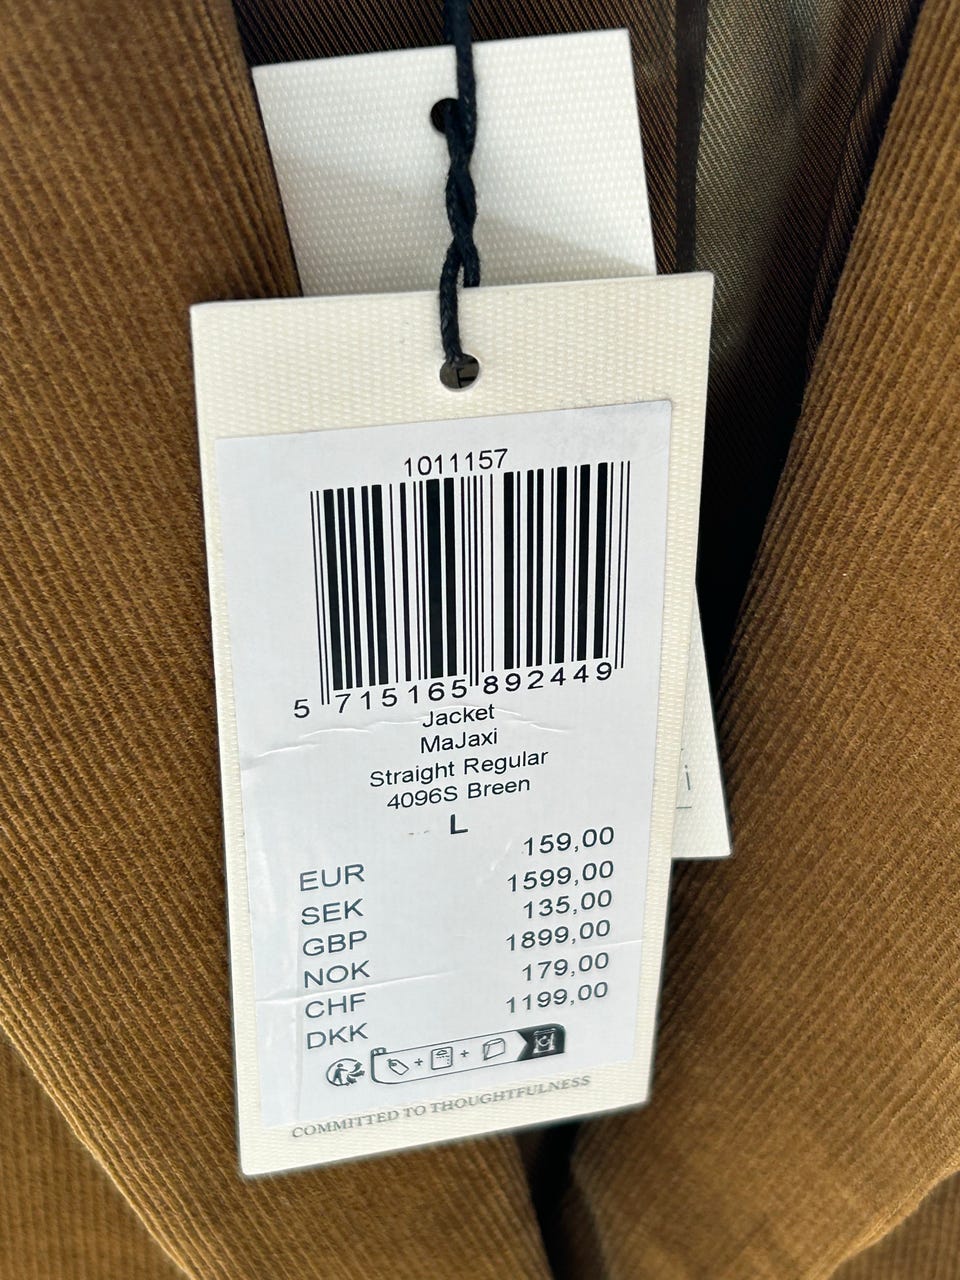 1011157
5 715165 892449
Jacket
MaJaxi
Straight Regular
4096S Breen
L
EUR 159,00
SEK 1599,00
GBP 135,00
NOK 1899,00
CHF 179,00
DKK 1199,00
COMMITTED TO THOUGHTFULNESS
i